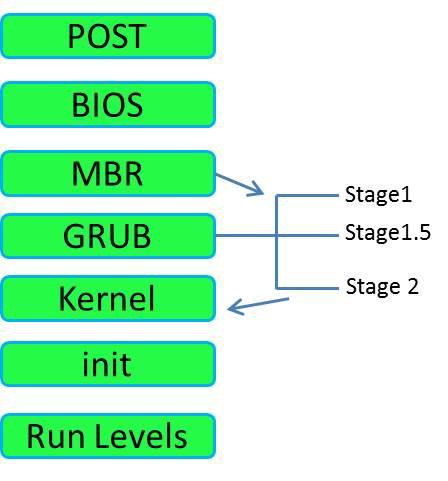 POST
BIOS
MBR
Stage1
GRUB
Stage1.5
Kernel
Stage 2
init
Run Levels